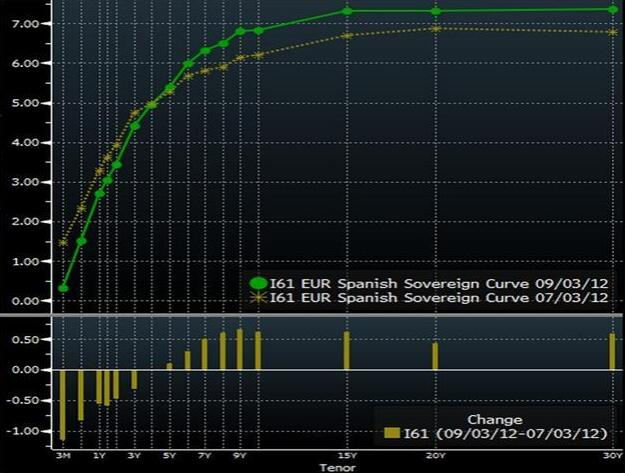 7.00
6.00
5.00
4.00
3.00
2.00
1.00
0.00
I61 EUR Spanish Sovereign Curve 09/03/12
I61 EUR Spanish Sovereign Curve 07/03/12
0.50
0.00
-0.50
-1.00
Change
I61 (09/03/12-07/03/12)
3M 1Y 3Y 5Y 7Y 9Y 15Y 20Y 30Y
Tenor